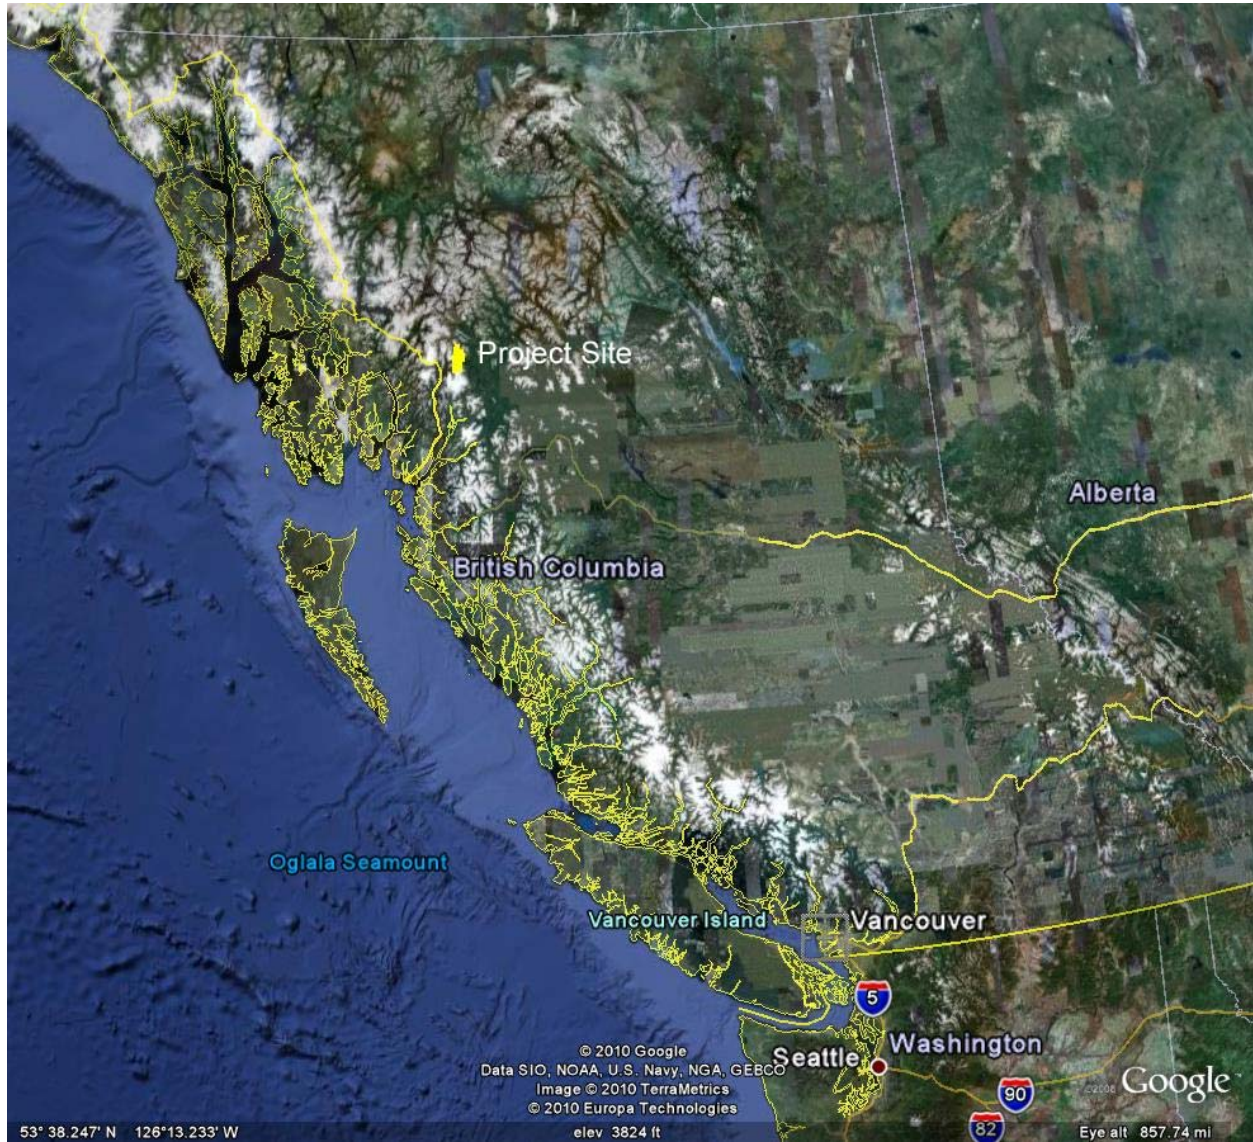 Project Site
Alberta
British Columbia
Oglala Seamount
Vancouver Island
Vancouver
5
Washington
Seattle
© 2010 Google
Data SIO, NOAA, U.S. Navy, NGA, GEBCO
Image © 2010 TerraMetrics
© 2010 Europa Technologies
©2008 Google
90
82
53° 38.247' N 126°13.233' W
elev 3824 ft
Eye alt 857.74 mi